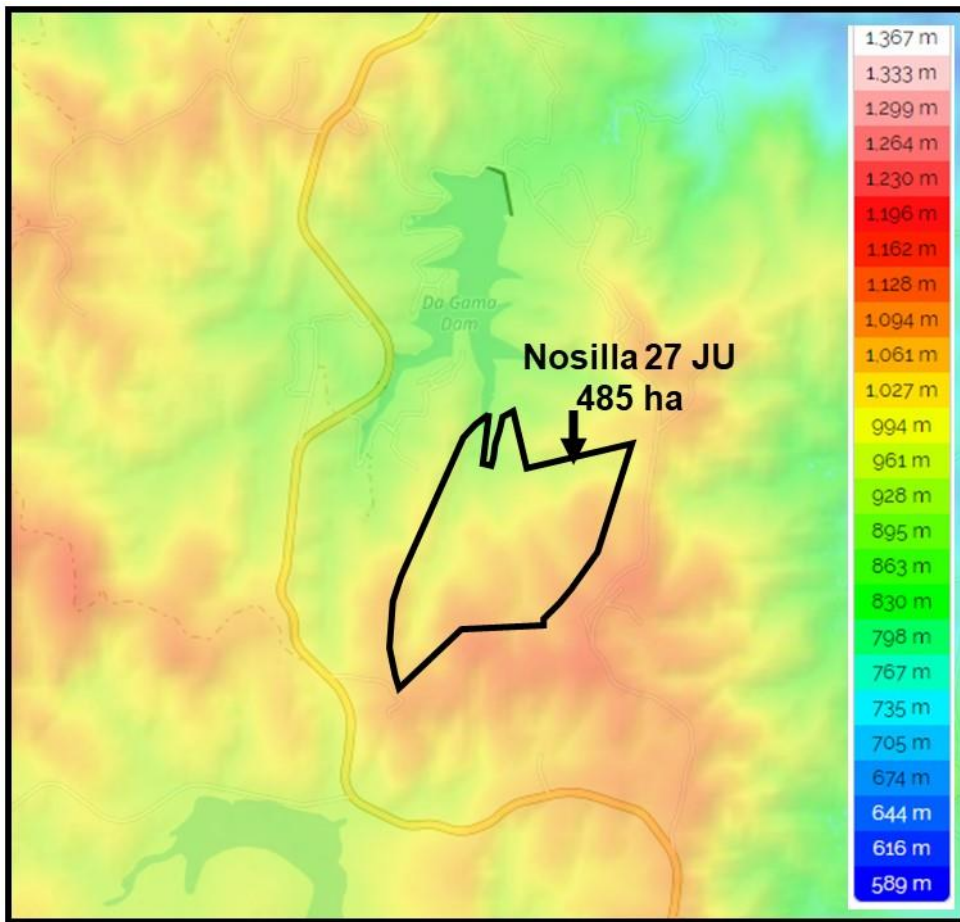 Da Gama
Dam
Nosilla 27 JU
485 ha
1,367 m
1,333 m
1,299 m
1,264 m
1,230 m
1,196 m
1,162 m
1,128 m
1,094 m
1,061 m
1,027 m
994 m
961 m
928 m
895 m
863 m
830 m
798 m
767 m
735 m
705 m
674 m
644 m
616 m
589 m